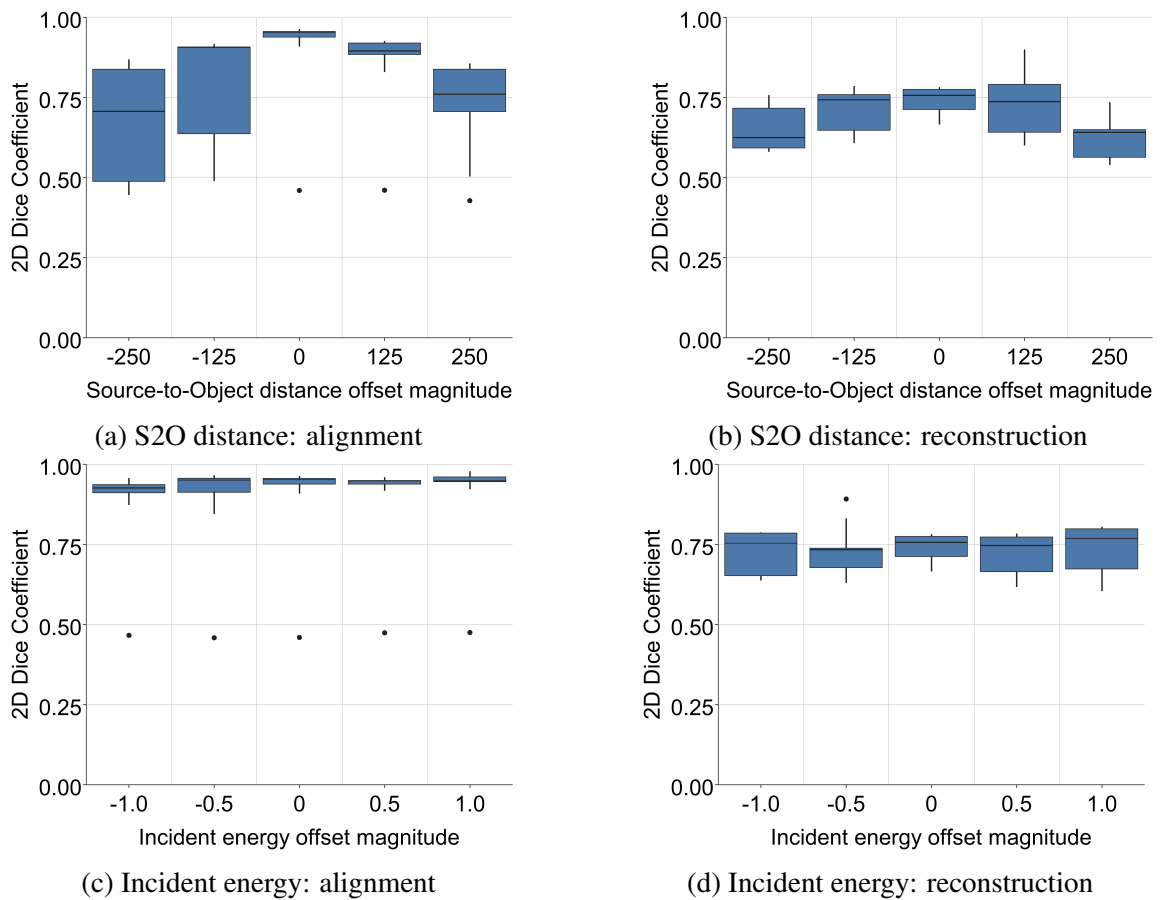 1.00
0.75
0.50
0.25
0.00
2D Dice Coefficient
-250 -125 0 125 250
Source-to-Object distance offset magnitude
(a) S2O distance: alignment
1.00
0.75
0.50
0.25
0.00
2D Dice Coefficient
-250 -125 0 125 250
Source-to-Object distance offset magnitude
(b) S2O distance: reconstruction
1.00
0.75
0.50
0.25
0.00
2D Dice Coefficient
-1.0 -0.5 0 0.5 1.0
Incident energy offset magnitude
(c) Incident energy: alignment
1.00
0.75
0.50
0.25
0.00
2D Dice Coefficient
-1.0 -0.5 0 0.5 1.0
Incident energy offset magnitude
(d) Incident energy: reconstruction